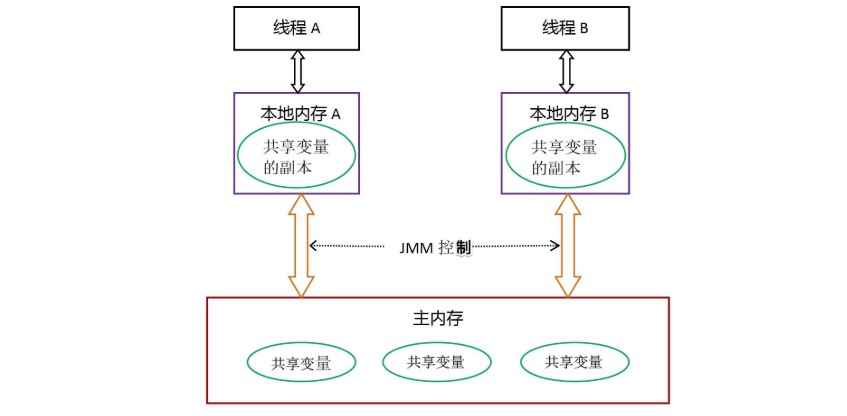 线程 A
线程 B
本地内存 A
本地内存 B
共享变量
的副本
共享变量
的副本
JMM 控制
主内存
共享变量
共享变量
共享变量